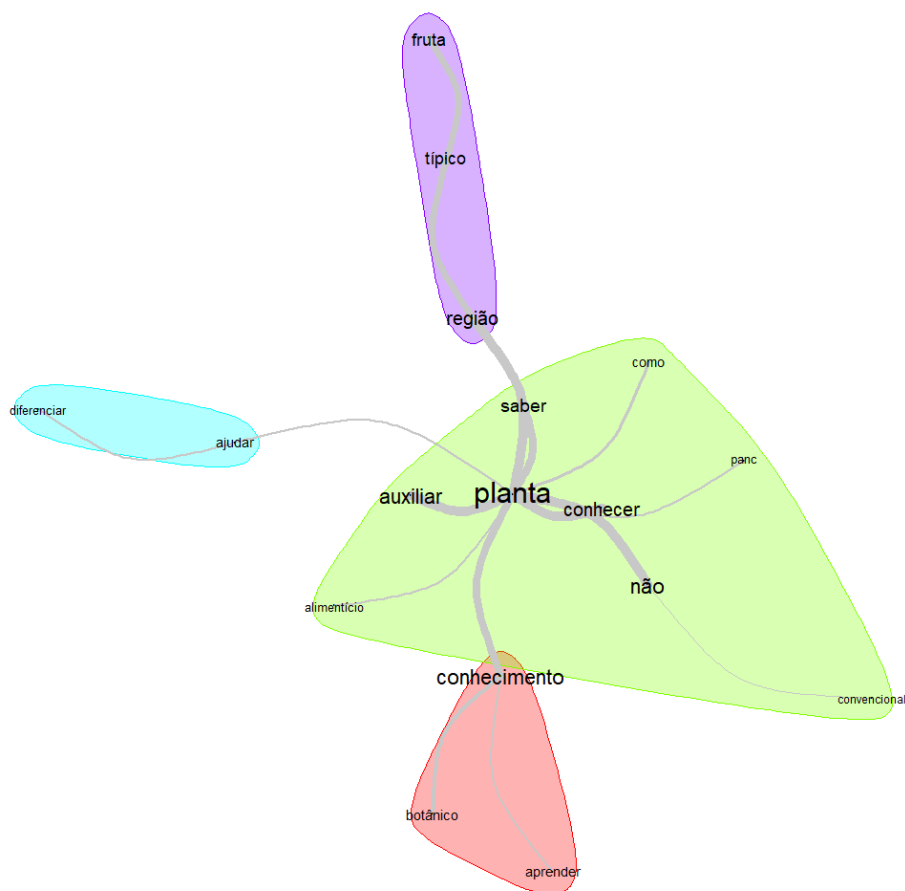 fruta
típico
região
como
saber
diferenciar
ajudar
panc
auxiliar
planta
conhecer
não
alimentício
conhecimento
convencional
botânico
aprender